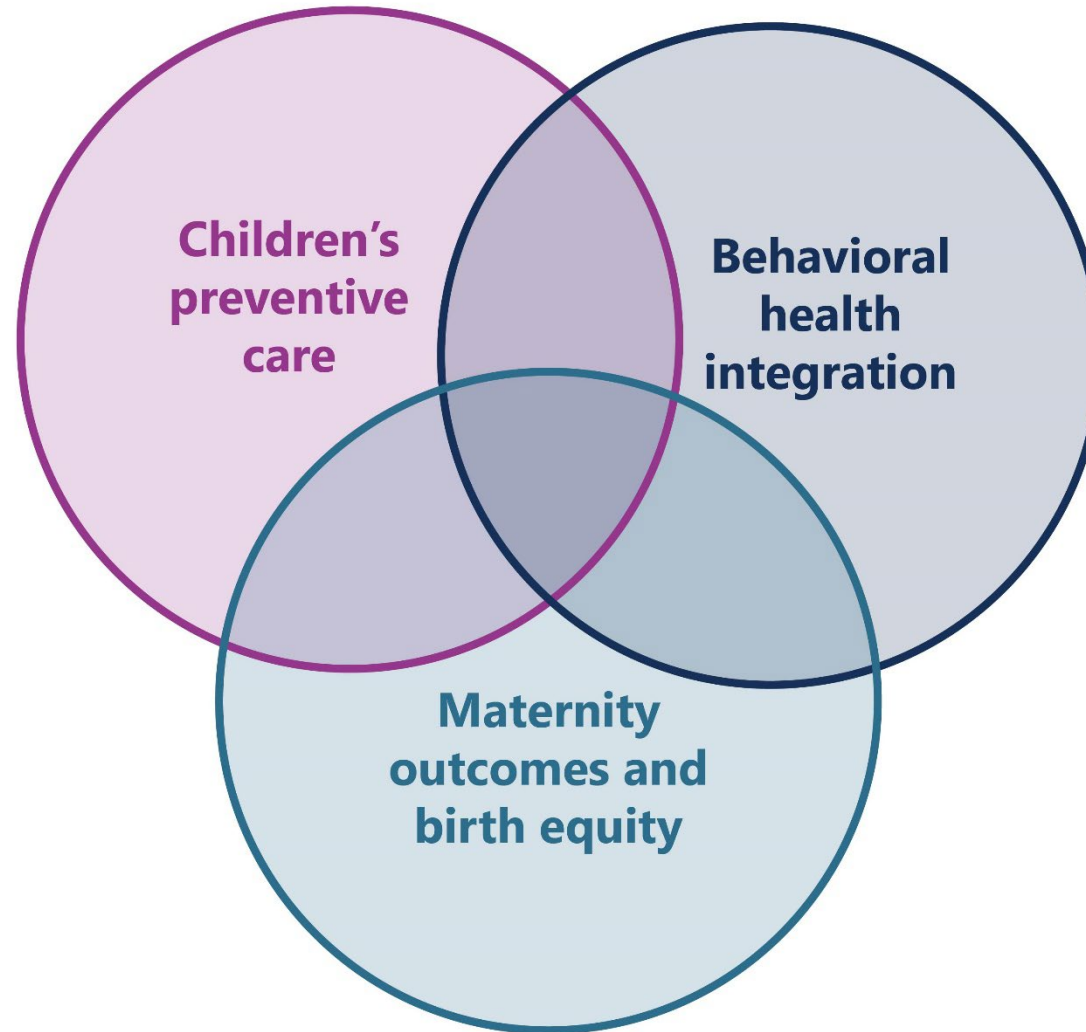 Children’s
preventive
care
Behavioral
health
integration
Maternity
outcomes and
birth equity